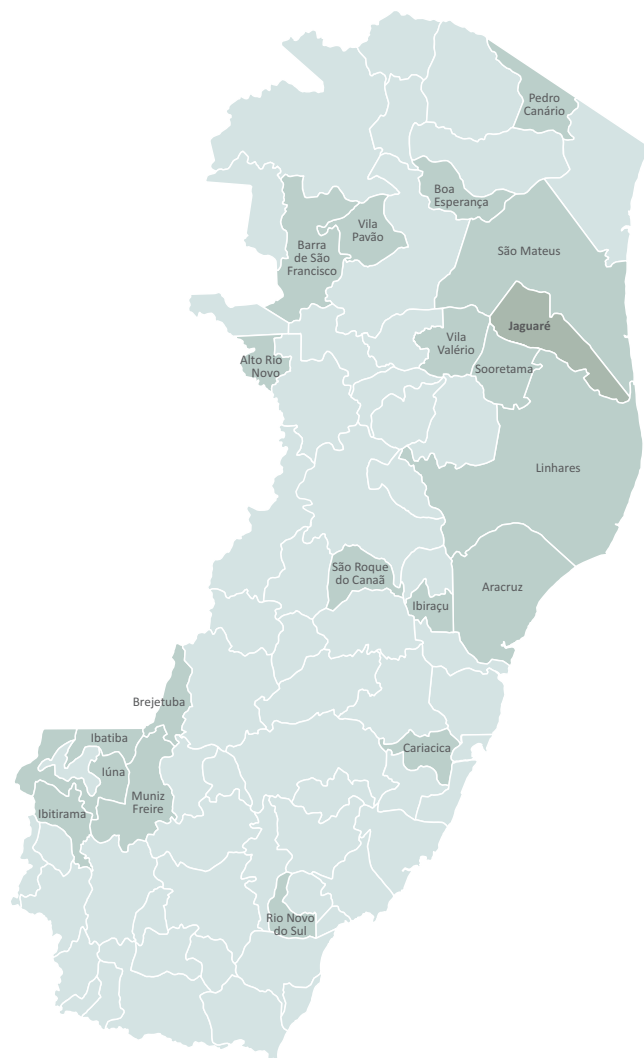 Pedro
Canário
Boa
Esperança
Vila
Pavão
Barra
de São
Francisco
São Mateus
Jaguaré
Vila
Valério
Alto Rio
Novo
Sooretama
Linhares
São Roque
do Canaã
Aracruz
Ibiraçu
Brejetuba
Ibatiba
Cariacica
Iúna
Muniz
Freire
Ibitirama
Rio Novo
do Sul